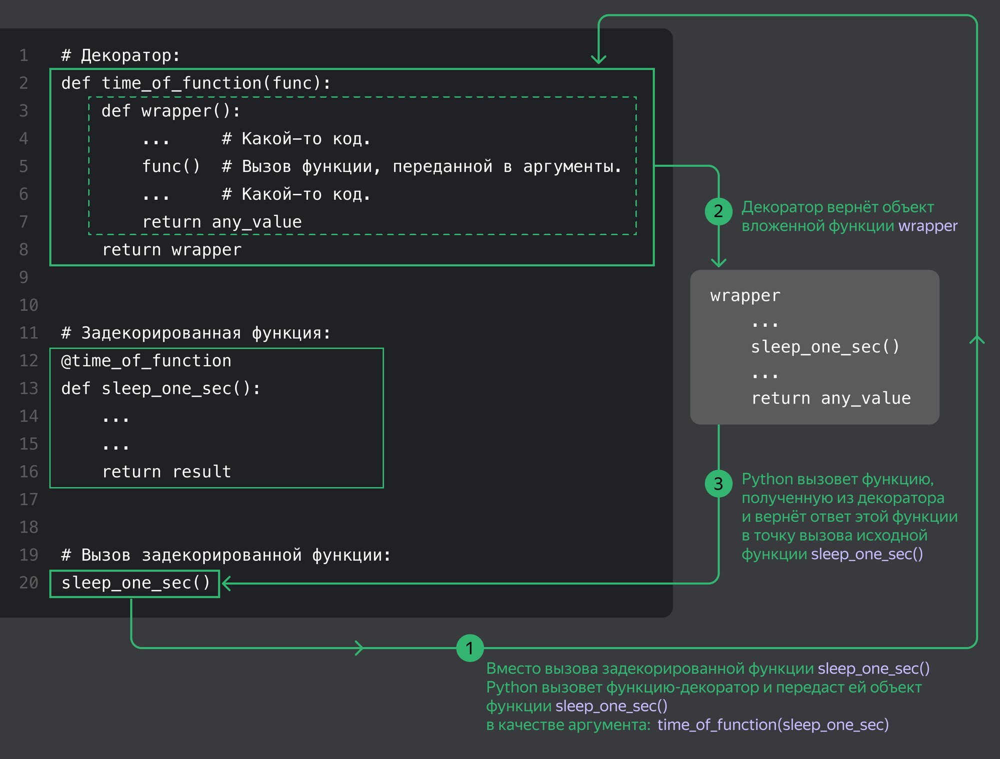 1 # Декоратор:
2 def time_of_function(func):
3 def wrapper():
4 ... # Какой-то код.
5 func() # Вызов функции, переданной в аргументы.
6 ... # Какой-то код.
7 return any_value
8 return wrapper
9
10
11 # Задекорированная функция:
12 @time_of_function
13 def sleep_one_sec():
14 ...
15 ...
16 return result
17
18
19 # Вызов задекорированной функции:
20 sleep_one_sec()
2
Декоратор вернёт объект
вложенной функции wrapper
wrapper
...
sleep_one_sec()
...
return any_value
3
Python вызовет функцию,
полученную из декоратора
и вернёт ответ этой функции
в точку вызова исходной
функции sleep_one_sec()
1
Вместо вызова задекорированной функции sleep_one_sec()
Python вызовет функцию-декоратор и передаст ей объект
функции sleep_one_sec()
в качестве аргумента: time_of_function(sleep_one_sec)